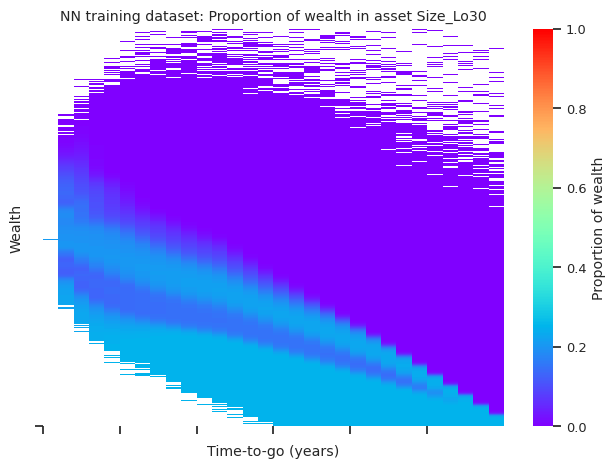 NN training dataset: Proportion of wealth in asset Size_Lo30
Wealth
Time-to-go (years)
1.0
0.8
0.6
0.4
0.2
0.0
Proportion of wealth